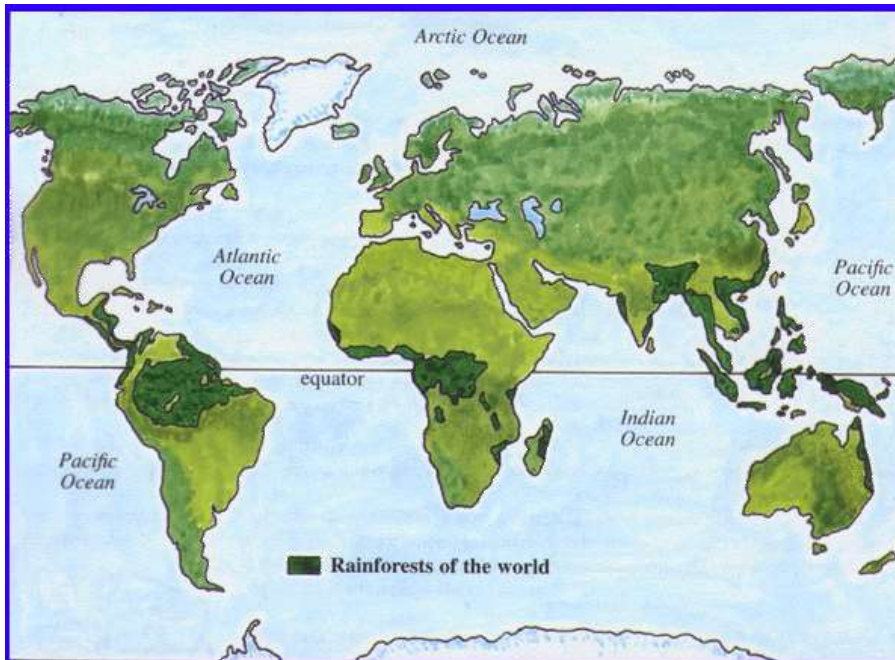 Arctic Ocean
Atlantic
Ocean
Pacific
Ocean
equator
Indian
Ocean
Pacific
Ocean
Rainforests of the world